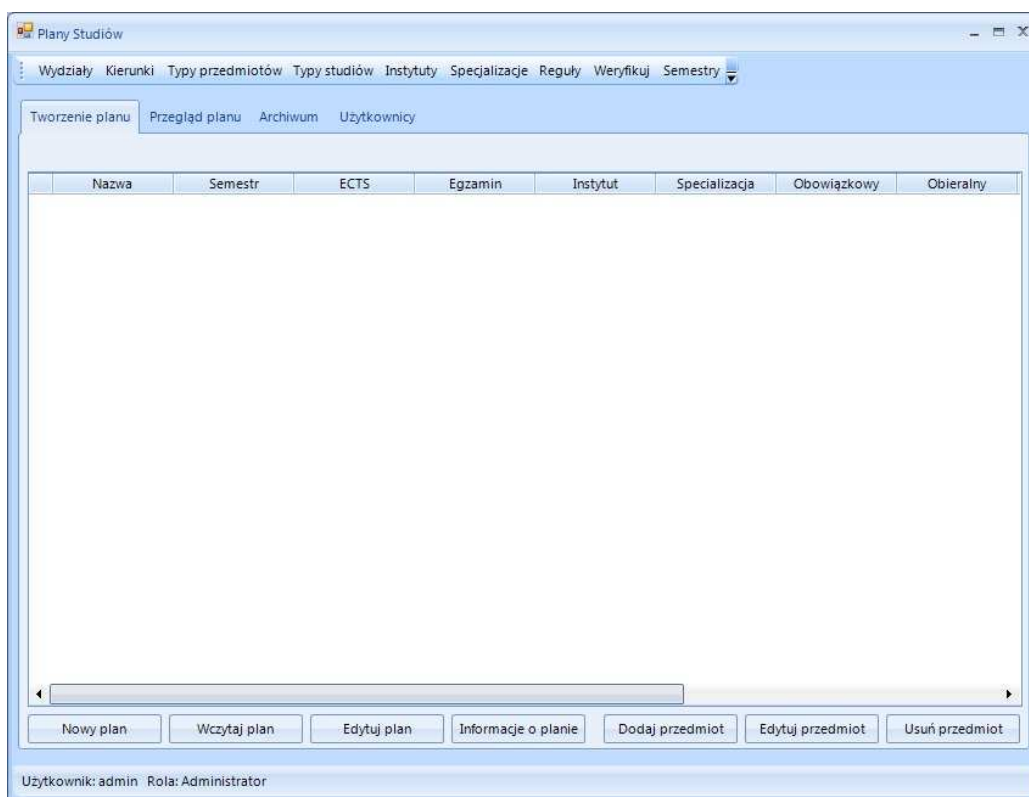 Plany Studiów
Wydziały Kierunki Typy przedmiotów Typy studiów Instytuty Specjalizacje Reguły Weryfikuj Semestry
Tworzenie planu Przegląd planu Archiwum Użytkownicy
Nazwa Semestr ECTS Egzamin Instytut Specializacja Obowiązkowy Obieralny
Nowy plan Wczytaj plan Edytuj plan Informacje o planie Dodaj przedmiot Edytuj przedmiot Usuń przedmiot
Użytkownik: admin Rola: Administrator